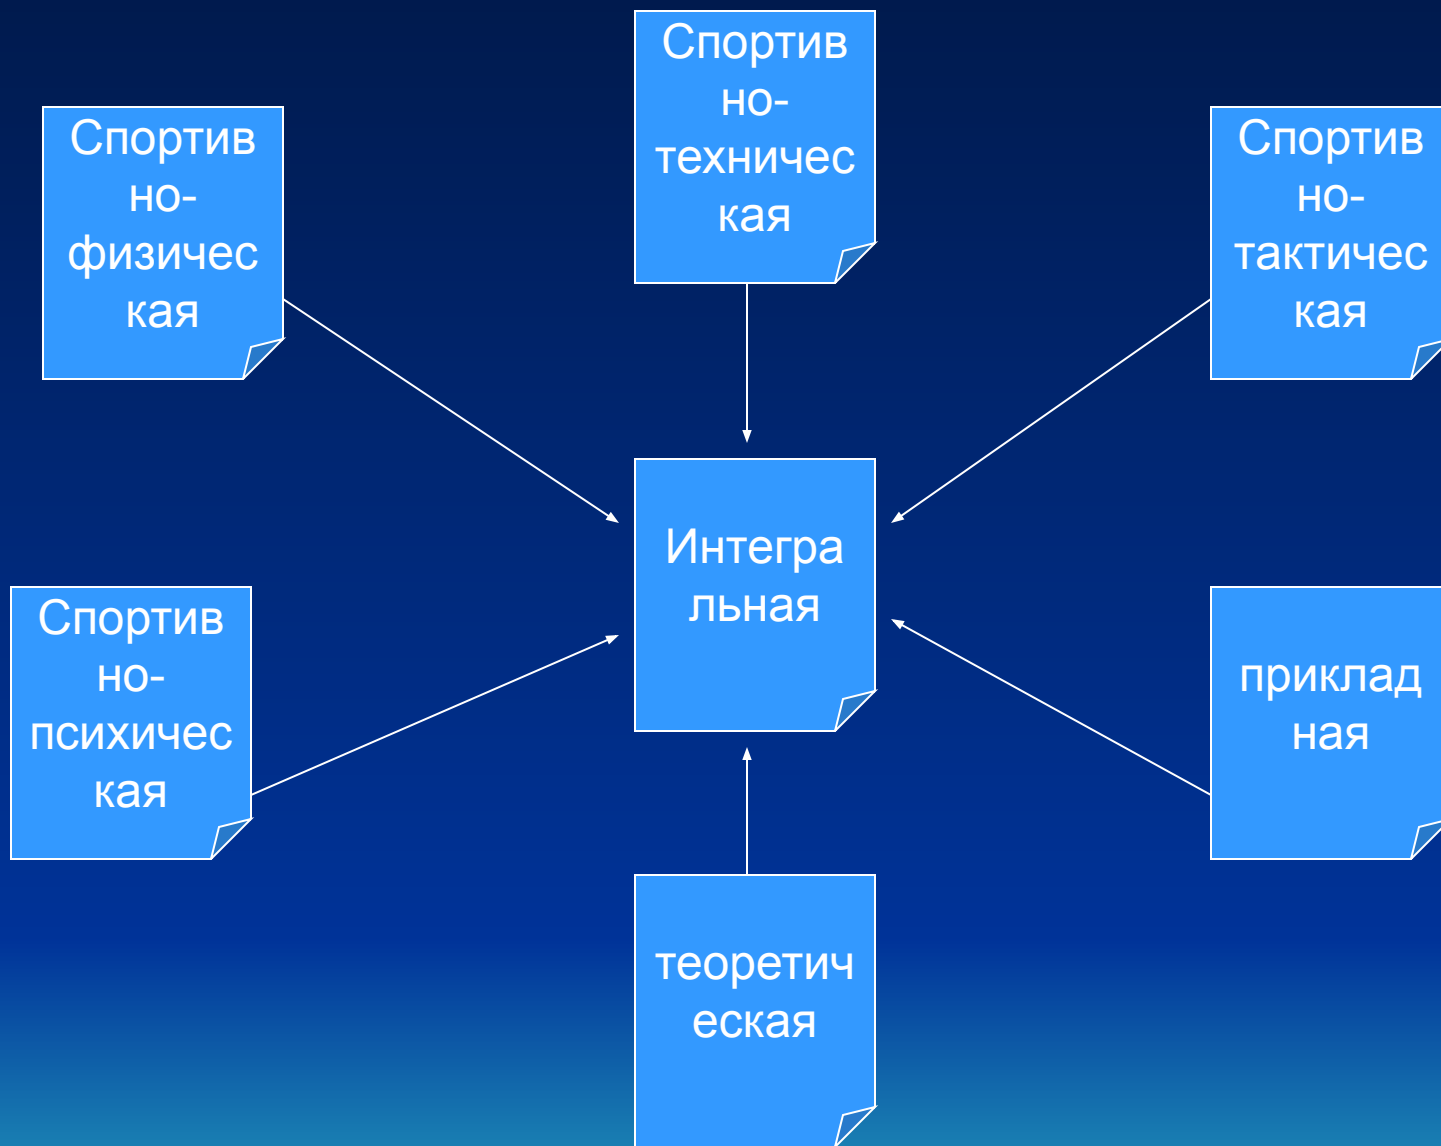 Спортив
но-
техничес
кая
Спортив
но-
физичес
кая
Спортив
но-
тактичес
кая
Интегра
льная
Спортив
но-
психичес
кая
приклад
ная
теоретич
еская